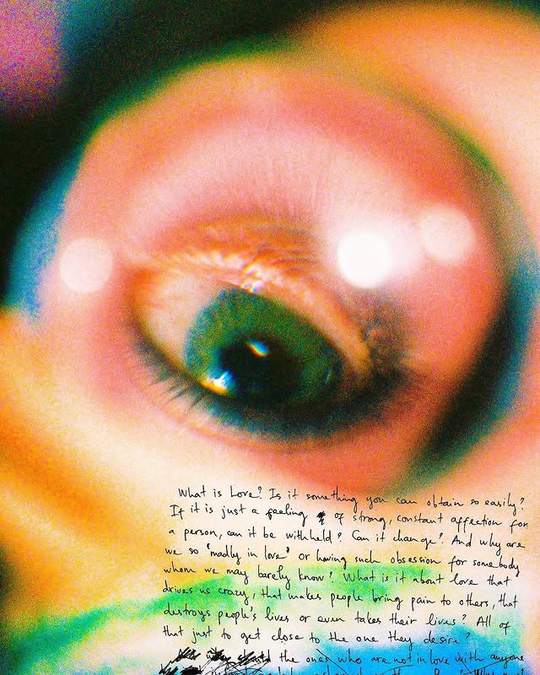 What is Love? Is it something you can obtain so easily?
If it is just a feeling of strong, constant affection for
a person, can it be withheld? Can it change? And why are
we so "madly in love" or having such obsession for somebody
whom we may barely know? What is it about love that
drives us crazy, that makes people bring pain to others, that
destroys people's lives or even takes their lives? All of
that just to get close to the one they desire?
the ones who are not in love with anyone